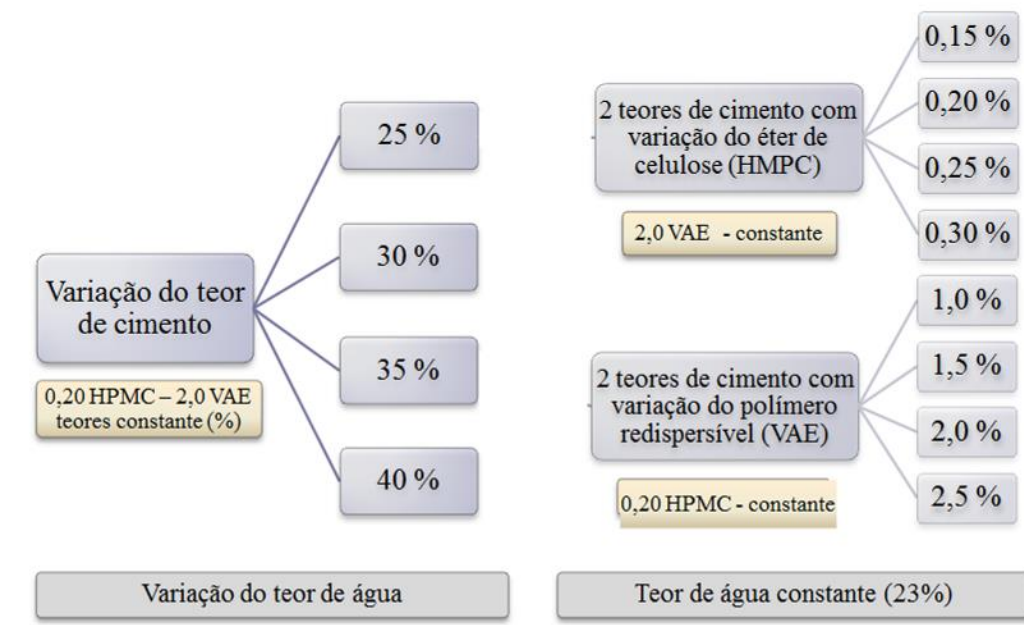 Variação do teor
de cimento
0,20 HPMC – 2,0 VAE
teores constante (%)
25 %
30 %
35 %
40 %
Variação do teor de água
2 teores de cimento com
variação do éter de
celulose (HMPC)
2,0 VAE - constante
0,15 %
0,20 %
0,25 %
0,30 %
2 teores de cimento com
variação do polímero
redispersível (VAE)
0,20 HPMC - constante
1,0 %
1,5 %
2,0 %
2,5 %
Teor de água constante (23%)